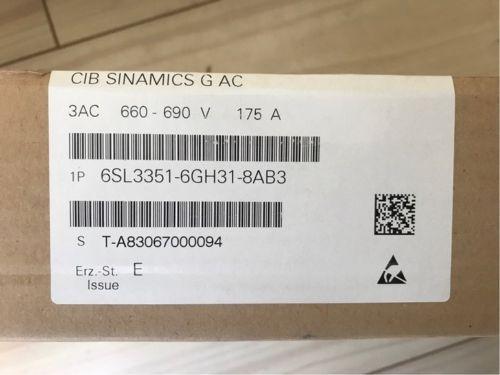 CIB SINAMICS G AC
3AC 660 - 690 V 175 A
1P 6SL3351-6GH31-8AB3
S T-A83067000094
Erz.-St. E
Issue